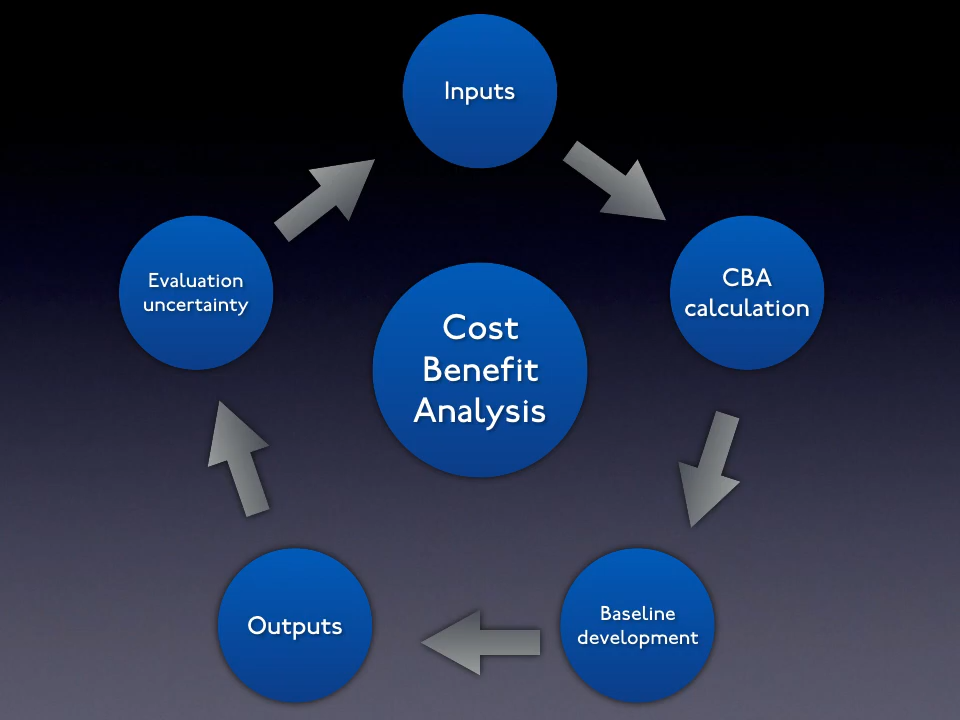 Inputs
CBA
calculation
Baseline
development
Outputs
Evaluation
uncertainty
Cost
Benefit
Analysis